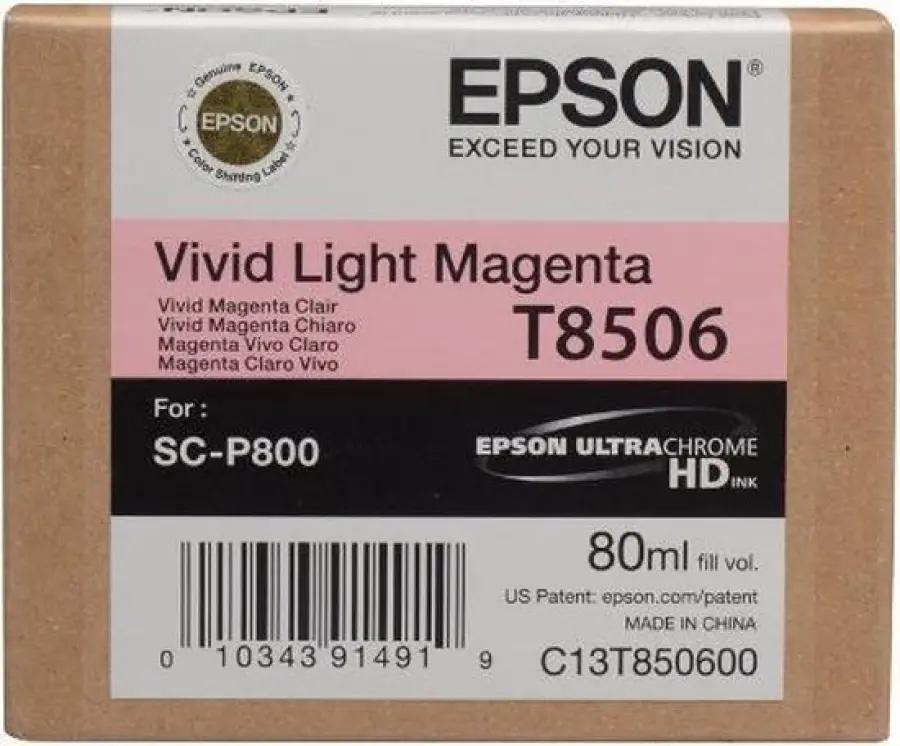 Genuine EPSON
EPSON
Color Shifting Label
EPSON®
EXCEED YOUR VISION
Vivid Light Magenta
Vivid Magenta Clair
Vivid Magenta Chiaro
Magenta Vivo Claro
Magenta Claro Vivo
T8506
For :
SC-P800
EPSON ULTRACHROME
HD INK
80ml fill vol.
US Patent: epson.com/patent
MADE IN CHINA
0 10343 91491 9
C13T850600